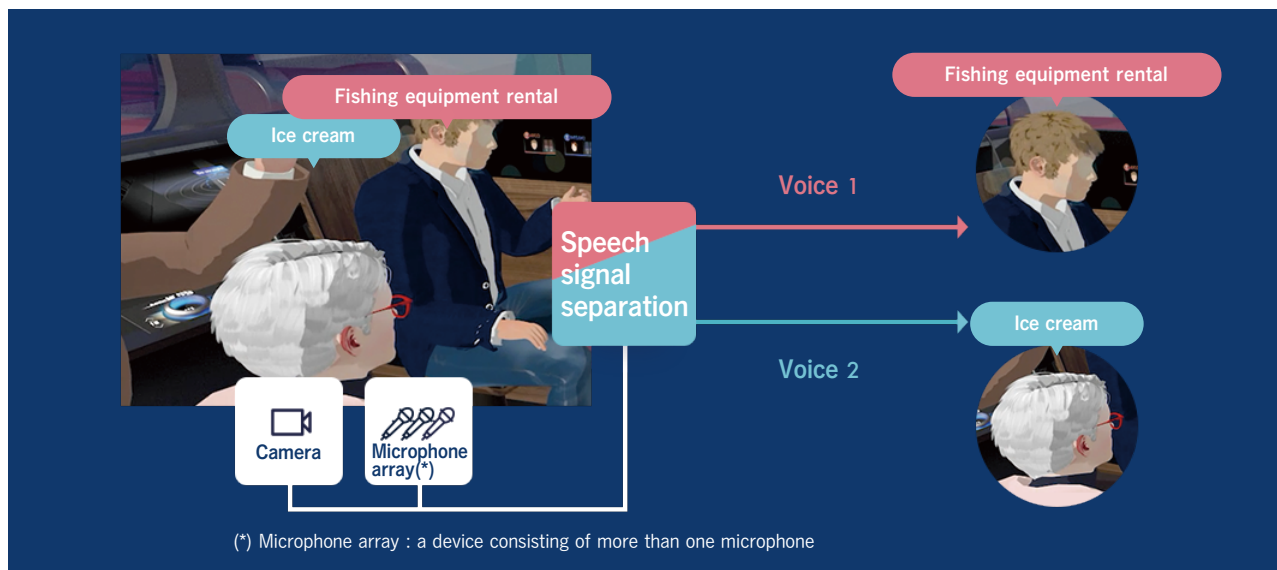 Fishing equipment rental
Ice cream
Speech
signal
separation
Voice 1
Voice 2
Fishing equipment rental
Ice cream
Camera
Microphone
array(*)
(*) Microphone array : a device consisting of more than one microphone